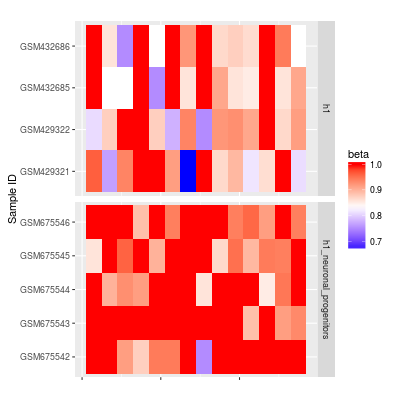 GSM432686
GSM432685
GSM429322
GSM429321
h1
GSM675546
GSM675545
GSM675544
GSM675543
GSM675542
h1_neuronal_progenitors
Sample ID
beta
1.0
0.9
0.8
0.7